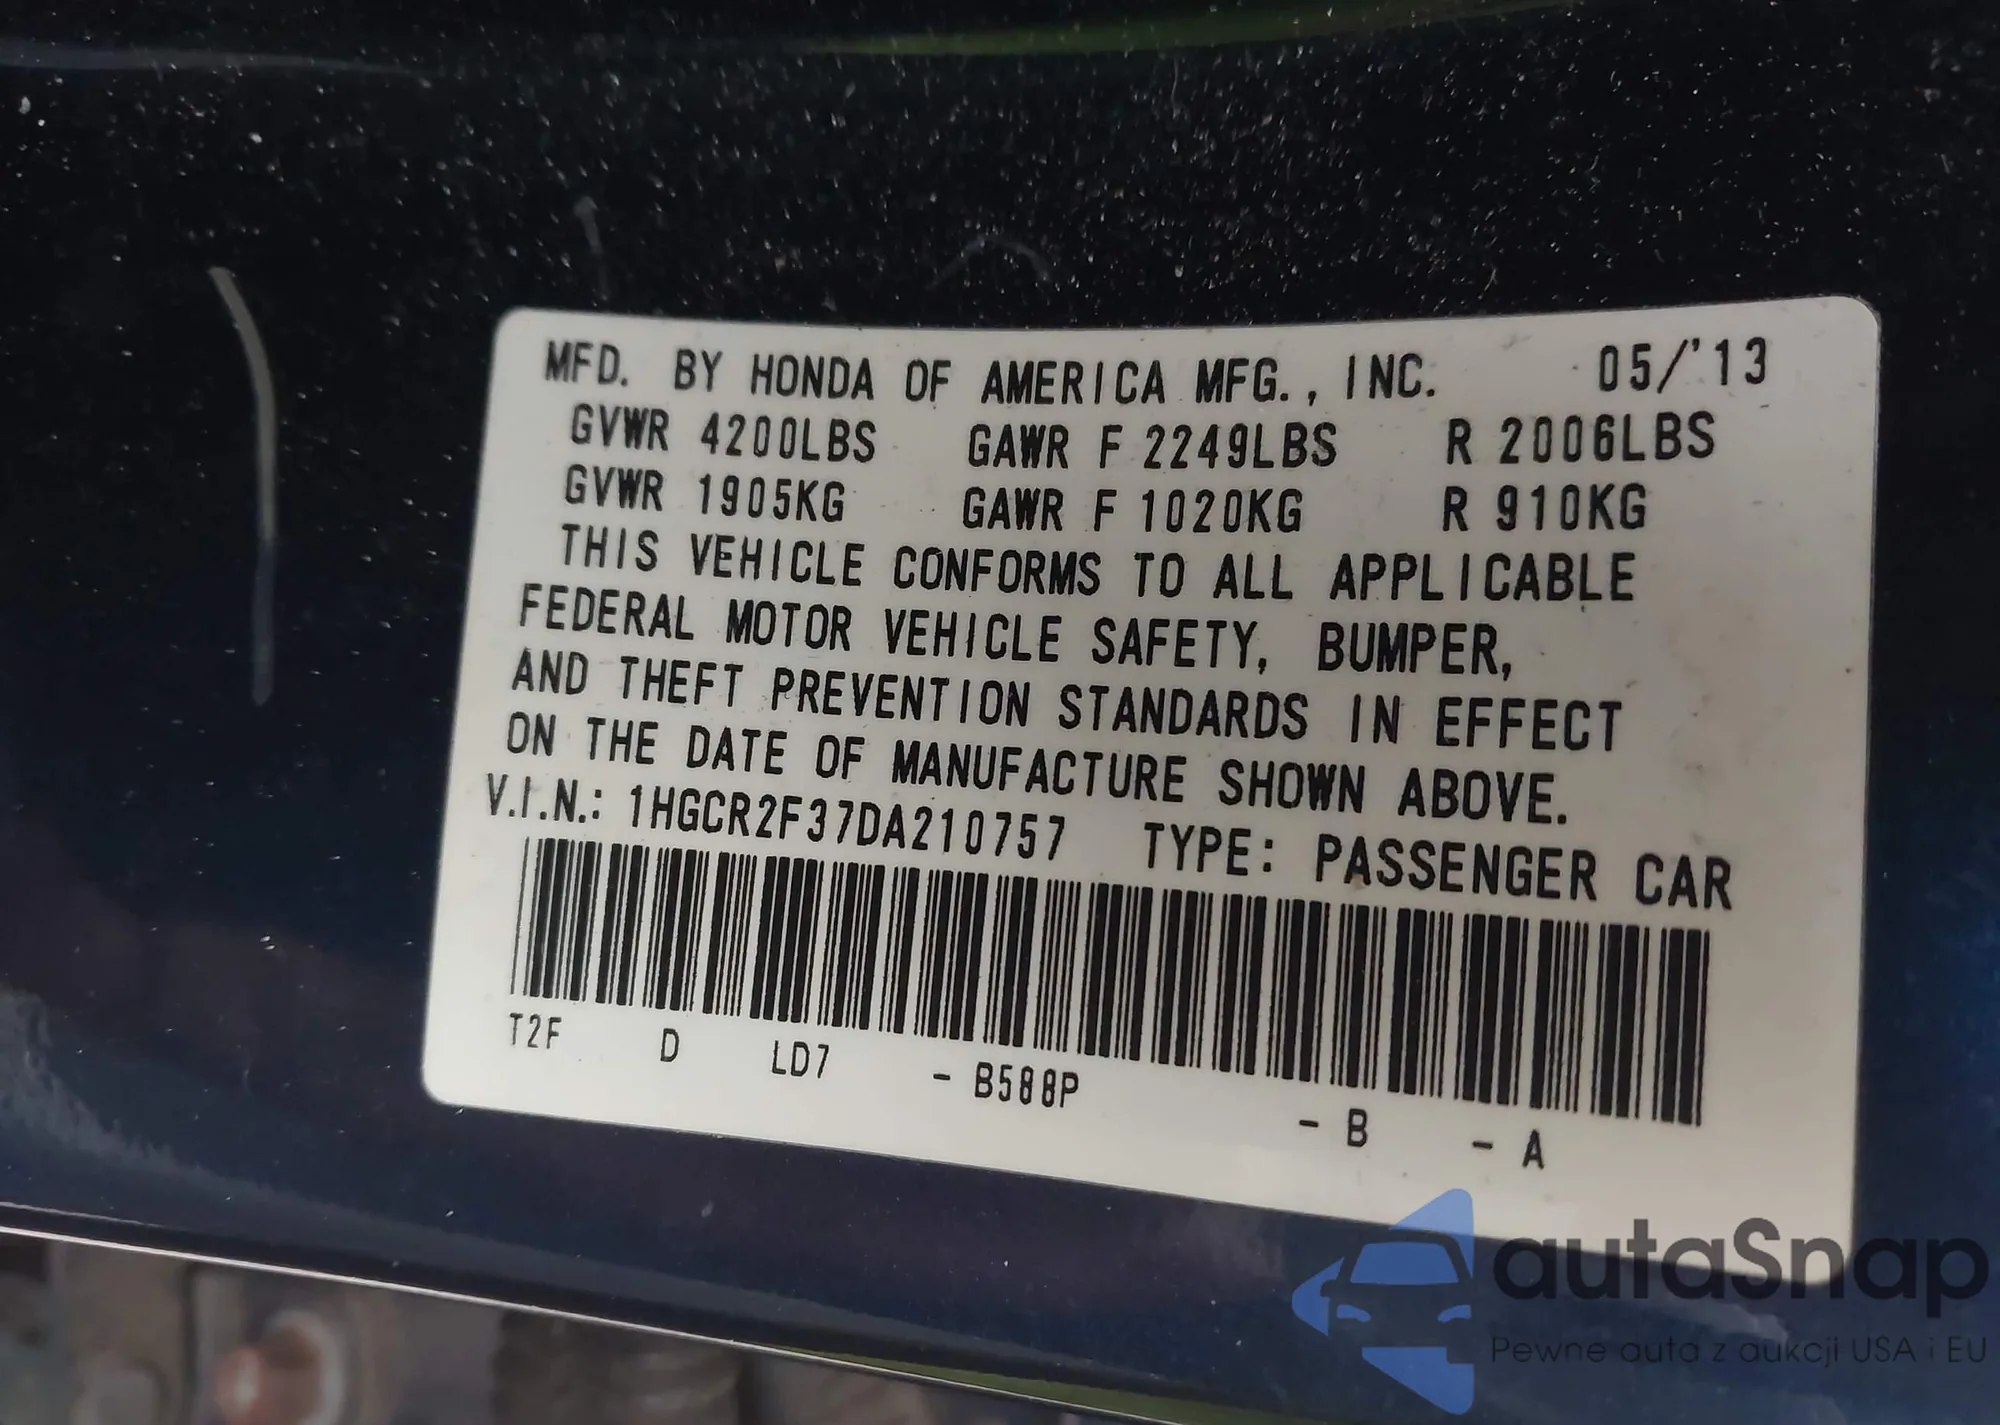 MFD. BY HONDA OF AMERICA MFG., INC. 05/'13
GVWR 4200LBS GAWR F 2249LBS R 2006LBS
GVWR 1905KG GAWR F 1020KG R 910KG
THIS VEHICLE CONFORMS TO ALL APPLICABLE
FEDERAL MOTOR VEHICLE SAFETY, BUMPER,
AND THEFT PREVENTION STANDARDS IN EFFECT
ON THE DATE OF MANUFACTURE SHOWN ABOVE.
V.I.N.: 1HGCR2F37DA210757 TYPE: PASSENGER CAR
T2F D LD7 - B588P - B - A
autaSnap
Pewne auta z aukcji USA i EU